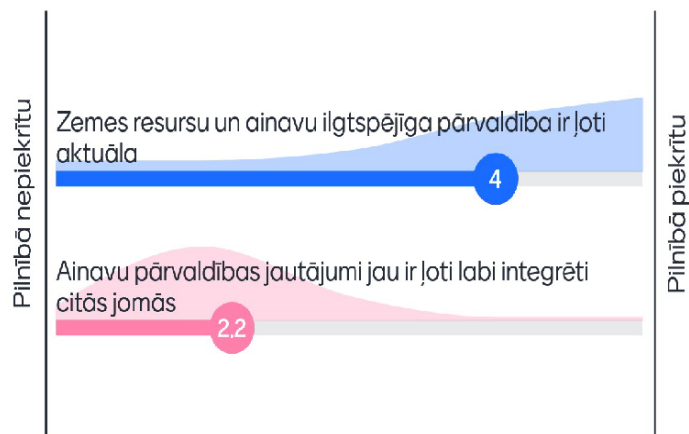 Pilnībā nepiekrītu
Zemes resursu un ainavu ilgtspējīga pārvaldība ir ļoti
aktuāla
4
Ainavu pārvaldības jautājumi jau ir ļoti labi integrēti
citās jomās
2,2
Pilnībā piekrītu